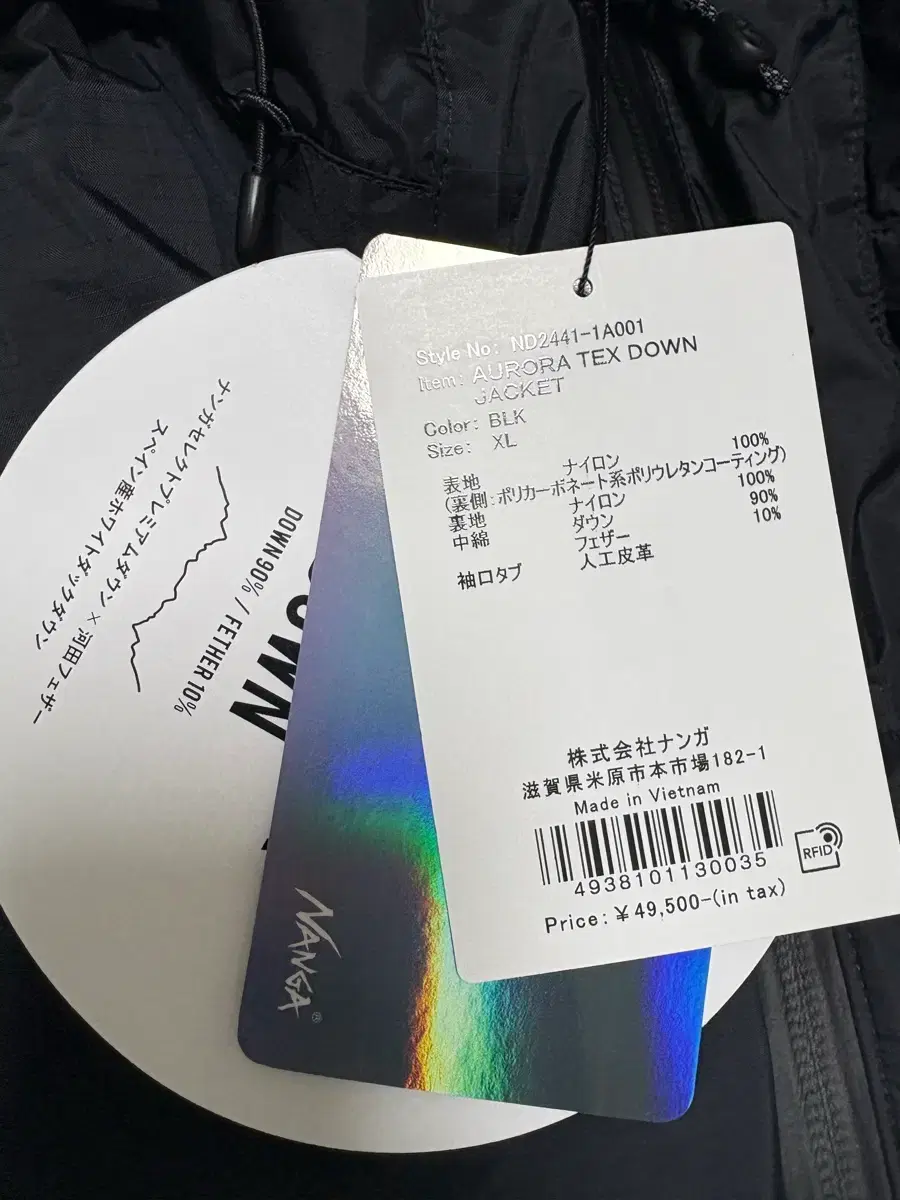 Style No: ND2441-1A001
Item: AURORA TEX DOWN
JACKET
Color: BLK
Size: XL
表地 ナイロン 100%
(裏側:ポリカーボネート系ポリウレタンコーティング)
裏地 ナイロン 100%
中綿 ダウン 90%
フェザー 10%
袖口タブ 人工皮革
株式会社ナンガ
滋賀県米原市本市場182-1
Made in Vietnam
4938101130035
RFID
Price: ¥49,500-(in tax)
NANGA®
DOWN 90% / FETHER 10%
ナンガセレクトプレミアムダウン × 河田フェザー
スペイン産ホワイトダックダウン